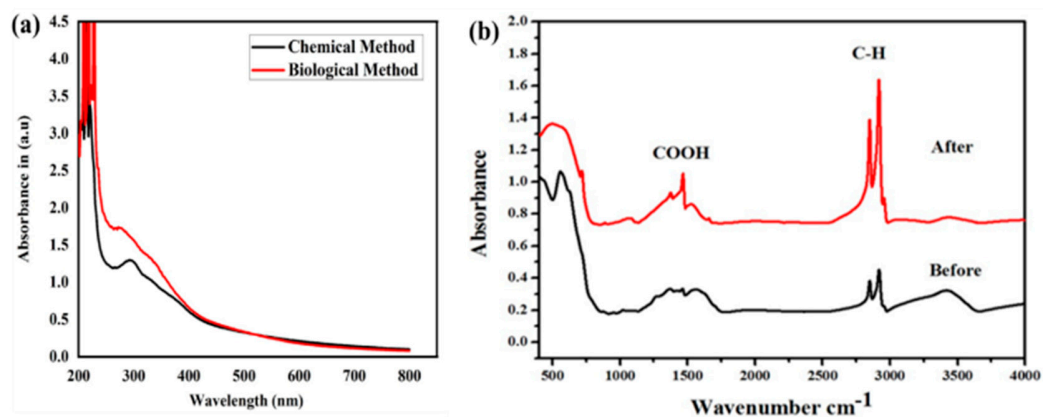 (a)
4.5
4.0
3.5
3.0
2.5
2.0
1.5
1.0
0.5
0.0
Absorbance in (a.u)
Chemical Method
Biological Method
200 300 400 500 600 700 800
Wavelength (nm)
(b)
2.0
1.8
1.6
1.4
1.2
1.0
0.8
0.6
0.4
0.2
0.0
Absorbance
C-H
COOH
After
Before
500 1000 1500 2000 2500 3000 3500 4000
Wavenumber cm-1